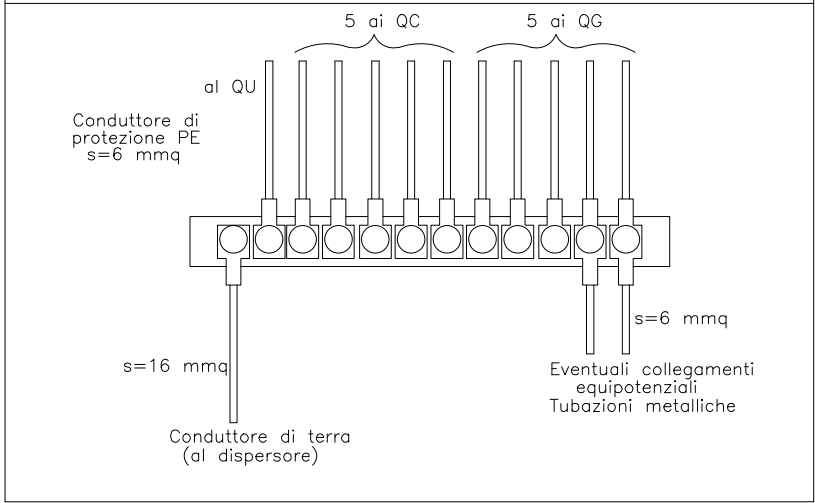 5 ai QC
5 ai QG
al QU
Conduttore di
protezione PE
s=6 mmq
s=6 mmq
s=16 mmq
Eventuali collegamenti
equipotenziali
Tubazioni metalliche
Conduttore di terra
(al dispersore)